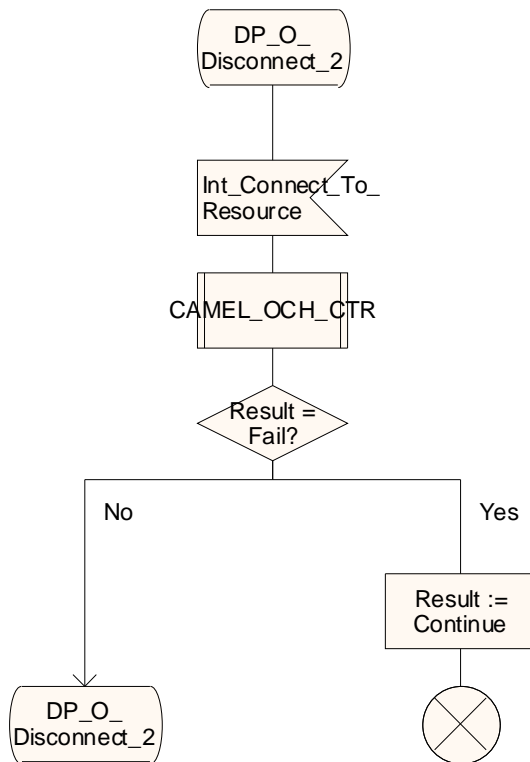 DP_O_
Disconnect_2
Int_Connect_To_
Resource
CAMEL_OCH_CTR
Result =
Fail?
No
Yes
Result :=
Continue
DP_O_
Disconnect_2